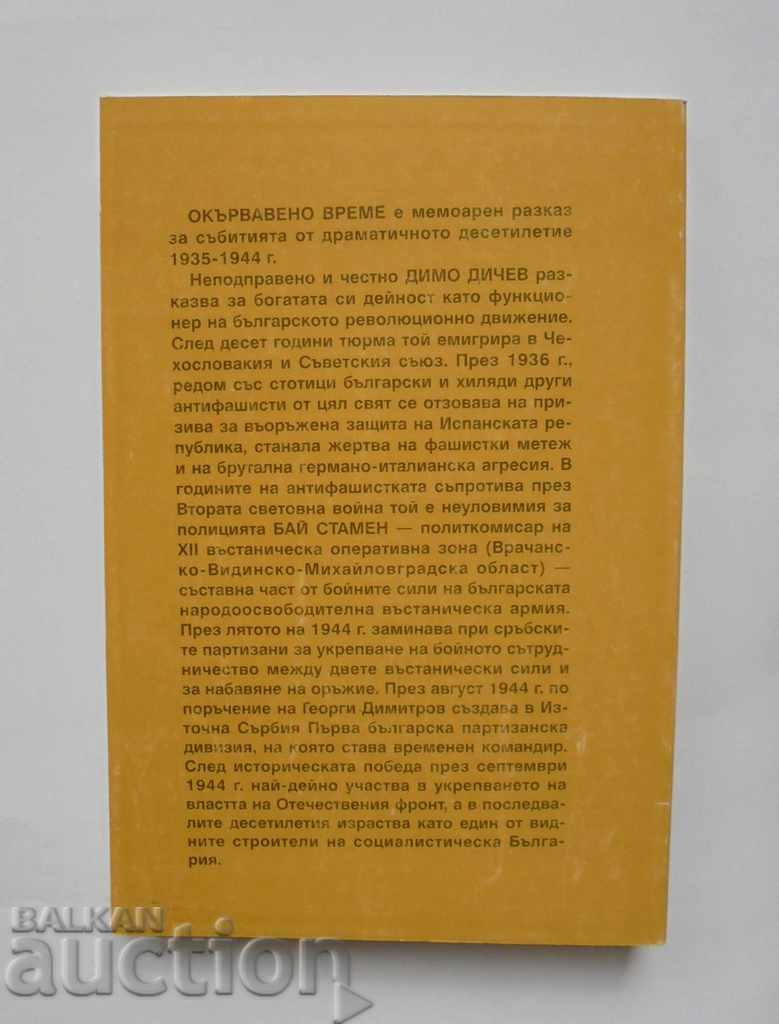 ОКЪРВАВЕНО ВРЕМЕ е мемоарен разказ
за събитията от драматичното десетилетие
1935-1944 г.
Неподправено и честно ДИМО ДИЧЕВ раз-
казва за богатата си дейност като функцио-
нер на българското революционно движение.
След десет години тюрма той емигрира в Че-
хословакия и Съветския съюз. През 1936 г.,
редом със стотици български и хиляди други
антифашисти от цял свят се отзовава на при-
зива за въоръжена защита на Испанската ре-
публика, станала жертва на фашистки метеж
и на бругална германо-италианска агресия. В
годините на антифашистката съпротива през
Втората световна война той е неуловимия за
полицията БАЙ СТАМЕН — политкомисар на
XII въстаническа оперативна зона (Врачанс-
ко-Видинско-Михайловградска област) —
съставна част от бойните сили на българската
народоосвободителна въстаническа армия.
През лятото на 1944 г. заминава при сръбски-
те партизани за укрепване на бойното сътруд-
ничество между двете въстанически сили и
за набавяне на оръжие. През август 1944 г. по
поръчение на Георги Димитров създава в Из-
точна Сърбия Първа българска партизанска
дивизия, на която става временен командир.
След историческата победа през септември
1944 г. най-дейно участва в укрепването на
властта на Отечествения фронт, а в последва-
лите десетилетия израства като един от вид-
ните строители на социалистическа Бълга-
рия.
BALKAN
auction